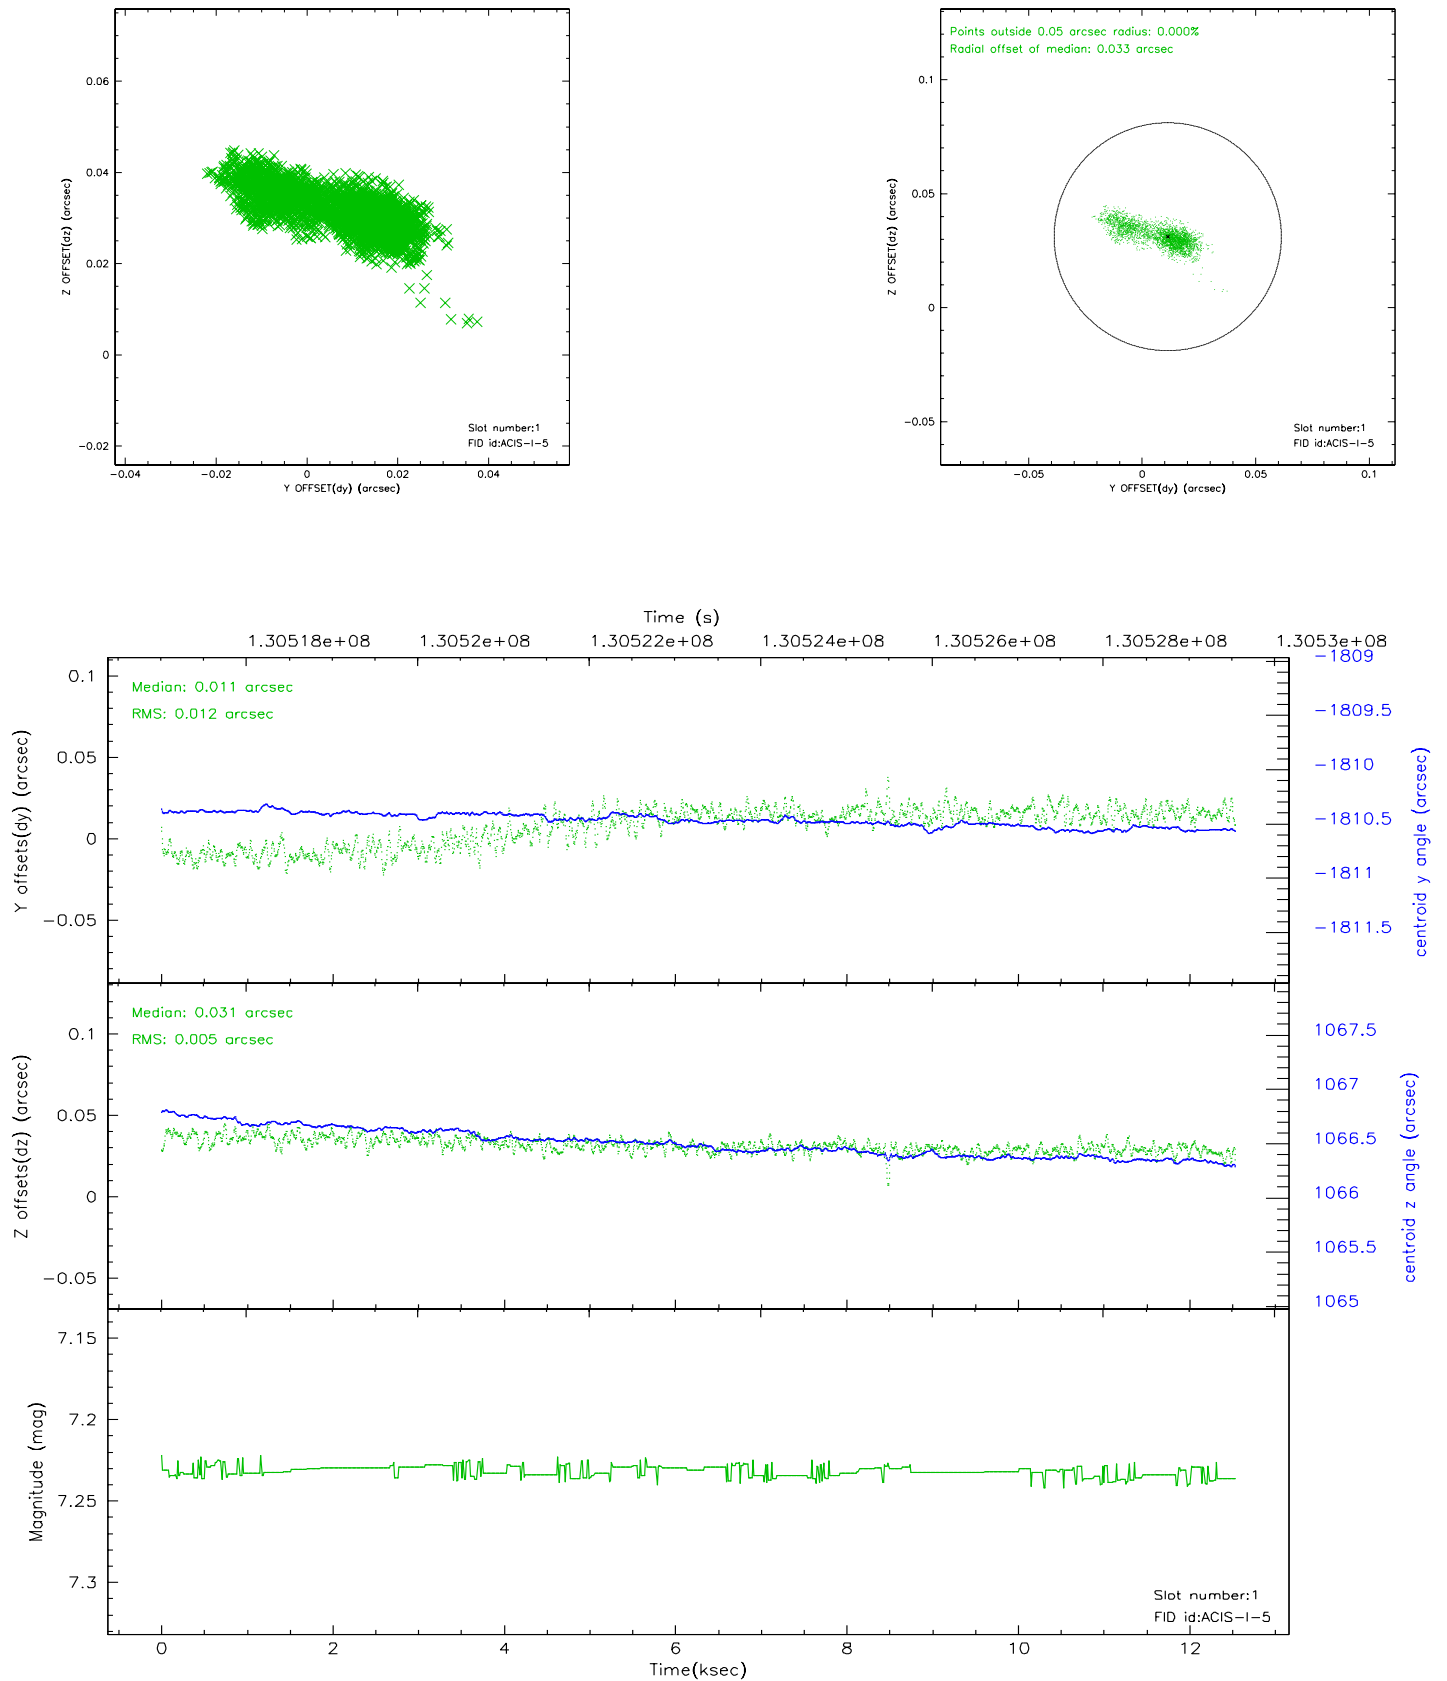 0.06
0.04
0.02
0
−0.02
Z OFFSET(dz) (arcsec)
Slot number:1
FID id:ACIS−I−5
−0.04 −0.02 0 0.02 0.04
Y OFFSET(dy) (arcsec)
Points outside 0.05 arcsec radius: 0.000%
Radial offset of median: 0.033 arcsec
0.1
0.05
0
−0.05
Z OFFSET(dz) (arcsec)
Slot number:1
FID id:ACIS−I−5
−0.05 0 0.05 0.1
Y OFFSET(dy) (arcsec)
Time (s)
1.30518e+08 1.3052e+08 1.30522e+08 1.30524e+08 1.30526e+08 1.30528e+08 1.3053e+08
Median: 0.011 arcsec
RMS: 0.012 arcsec
0.1
0.05
0
−0.05
Y offsets(dy) (arcsec)
−1809
−1809.5
−1810
−1810.5
−1811
−1811.5
centroid y angle (arcsec)
Median: 0.031 arcsec
RMS: 0.005 arcsec
0.1
0.05
0
−0.05
Z offsets(dz) (arcsec)
1067.5
1067
1066.5
1066
1065.5
1065
centroid z angle (arcsec)
7.15
7.2
7.25
7.3
Magnitude (mag)
Slot number:1
FID id:ACIS−I−5
0 2 4 6 8 10 12
Time(ksec)